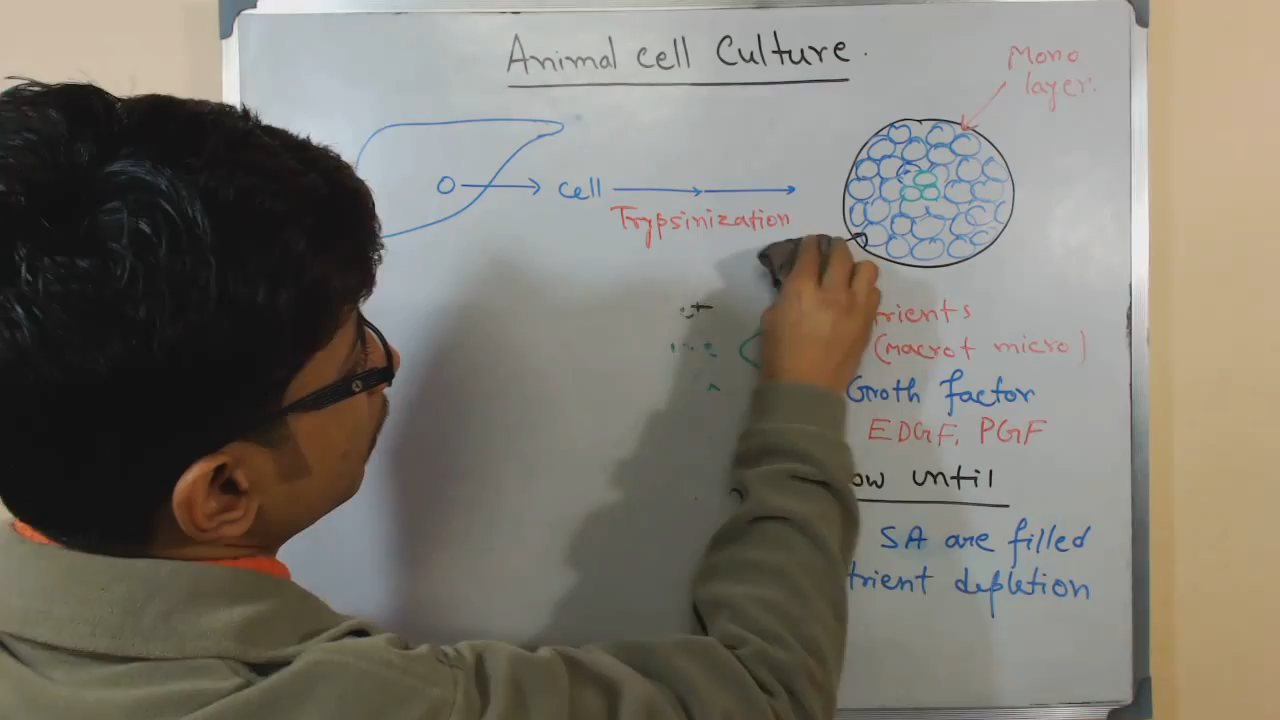 Animal cell Culture.
Mono
layer.
O → cell
Trypsinization
rients
(macro+ micro)
Groth factor
EDGF, PGF
ow until
SA are filled
trient depletion